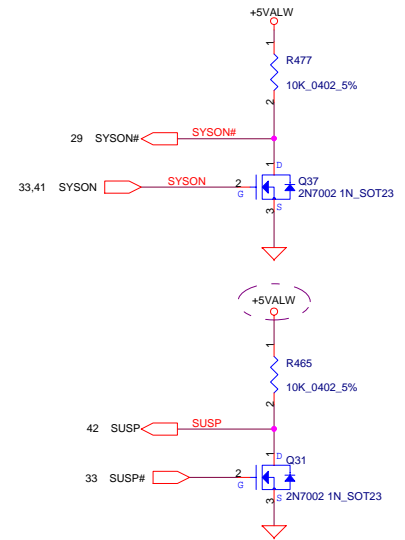 +5VALW
1
R477
10K_0402_5%
2
29 SYSON# SYSON#
1 D
33,41 SYSON SYSON 2 G
Q37
2N7002 1N_SOT23
3 S
+5VALW
1
R465
10K_0402_5%
2
42 SUSP SUSP
1 D
Q31
33 SUSP# 2 G
2N7002 1N_SOT23
3 S